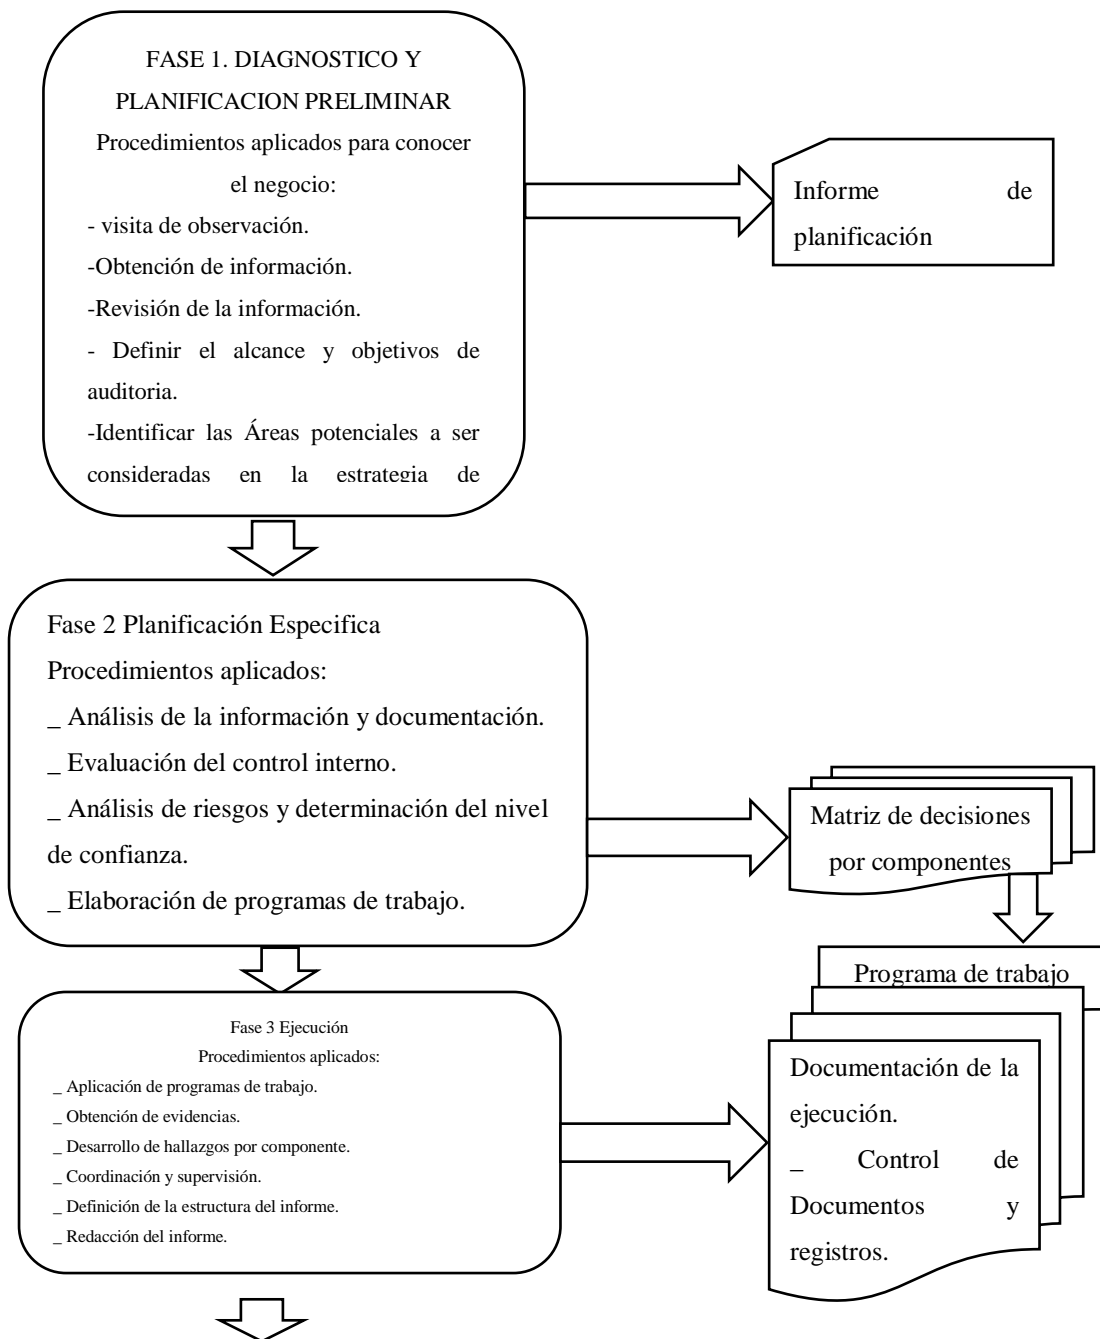 FASE 1. DIAGNOSTICO Y
PLANIFICACION PRELIMINAR
Procedimientos aplicados para conocer
el negocio:
- visita de observación.
-Obtención de información.
-Revisión de la información.
- Definir el alcance y objetivos de
auditoria.
-Identificar las Áreas potenciales a ser
consideradas en la estrategia de
Informe de
planificación
Fase 2 Planificación Especifica
Procedimientos aplicados:
_ Análisis de la información y documentación.
_ Evaluación del control interno.
_ Análisis de riesgos y determinación del nivel
de confianza.
_ Elaboración de programas de trabajo.
Matriz de decisiones
por componentes
Programa de trabajo
Fase 3 Ejecución
Procedimientos aplicados:
_ Aplicación de programas de trabajo.
_ Obtención de evidencias.
_ Desarrollo de hallazgos por componente.
_ Coordinación y supervisión.
_ Definición de la estructura del informe.
_ Redacción del informe.
Documentación de la
ejecución.
_ Control de
Documentos y
registros.